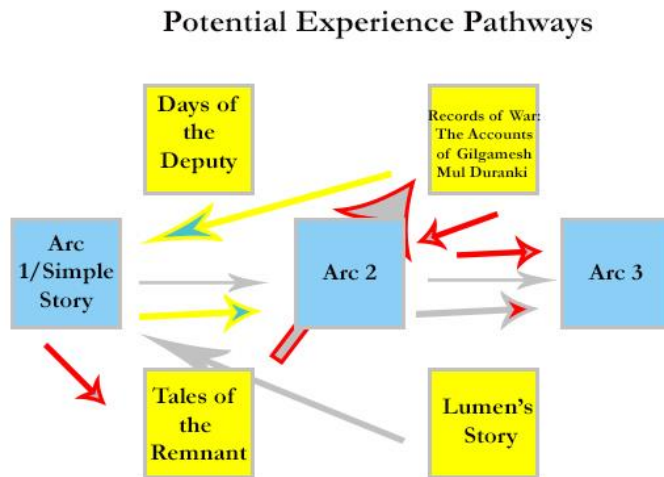 Potential Experience Pathways
Days of
the
Deputy
Records of War:
The Accounts
of Gilgamesh
Mul Duranki
Arc
1/Simple
Story
Arc 2
Arc 3
Tales of
the
Remnant
Lumen's
Story